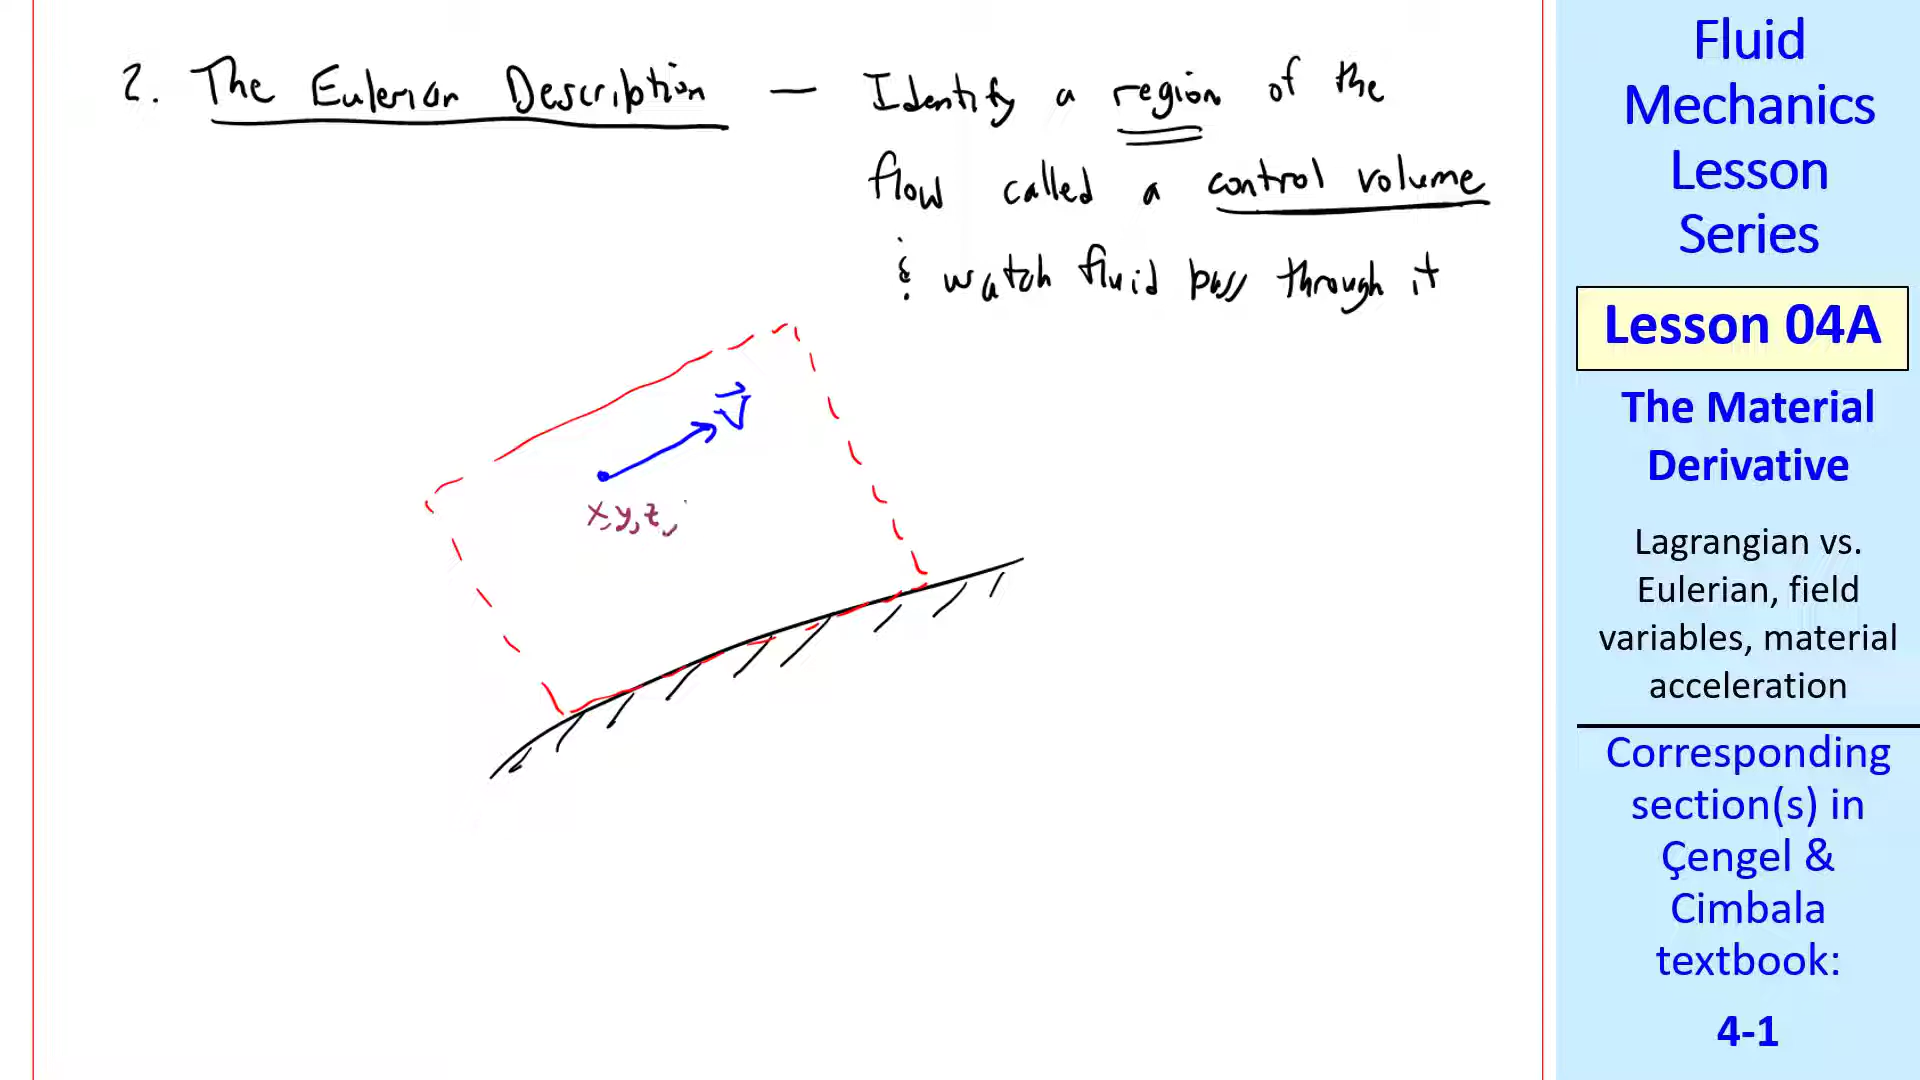 2. The Eulerian Description — Identify a region of the
flow called a control volume
& watch fluid pass through it
V
x,y,z,
Fluid
Mechanics
Lesson
Series
Lesson 04A
The Material
Derivative
Lagrangian vs.
Eulerian, field
variables, material
acceleration
Corresponding
section(s) in
Çengel &
Cimbala
textbook:
4-1